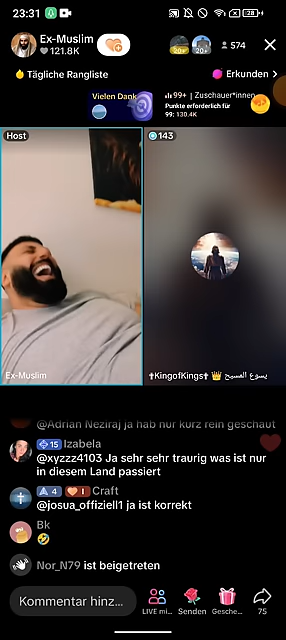 23:31
28
Ex-Muslim
121.8K
20+
20+
574
Tägliche Rangliste
Erkunden >
Vielen Dank
99+ | Zuschauer*innen
Punkte erforderlich für
99: 130.4K
Host
143
Ex-Muslim
✝KingofKings✝ 👑 يسوع المسيح
@Adrian Neziraj ja hab nur kurz rein geschaut
15 Izabela
@xyzzz4103 Ja sehr sehr traurig was ist nur
in diesem Land passiert
4 I Craft
@josua_offiziell1 ja ist korrekt
Bk
🤣
Nor_N79 ist beigetreten
Kommentar hinz...
LIVE mi...
Senden
Gesche...
75